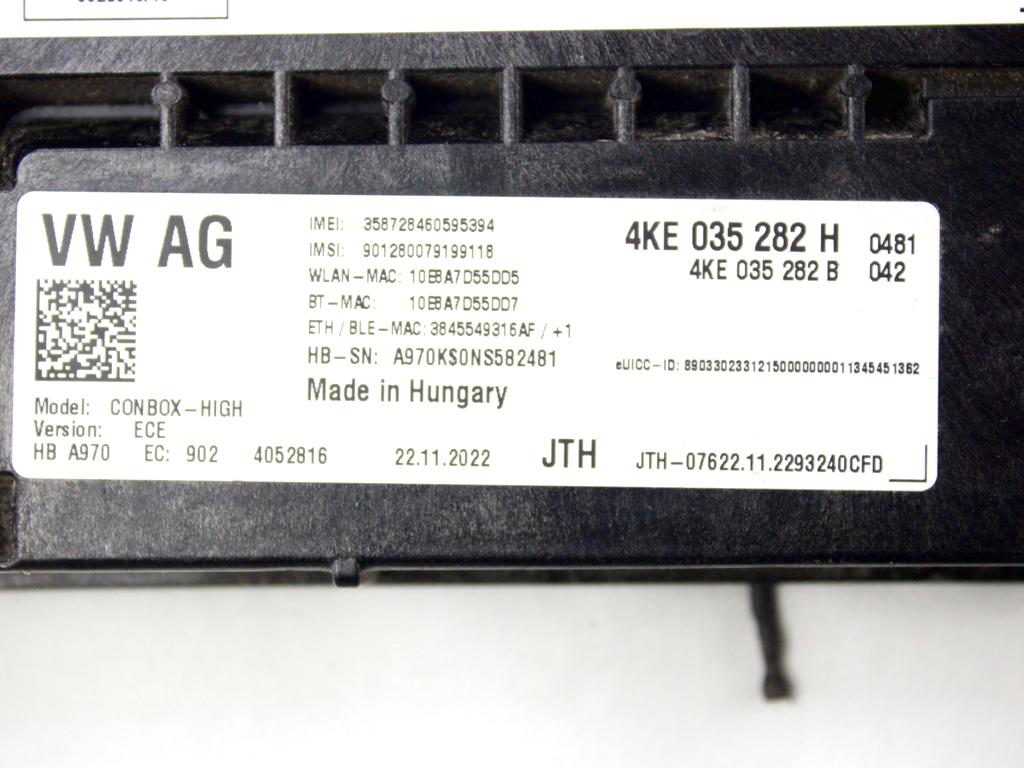 VW AG
IMEI: 358728460595394
IMSI: 901280079199118
WLAN-MAC: 10E8A7D55DD5
BT-MAC: 10E8A7D55DD7
ETH / BLE-MAC: 3845549316AF / +1
HB-SN: A970KS0NS582481
Made in Hungary
4KE 035 282 H 0481
4KE 035 282 B 042
eUICC-ID: 89033023312150000000011345451362
Model: CONBOX-HIGH
Version: ECE
HB A970 EC: 902 4052816 22.11.2022 JTH JTH-07622.11.2293240CFD